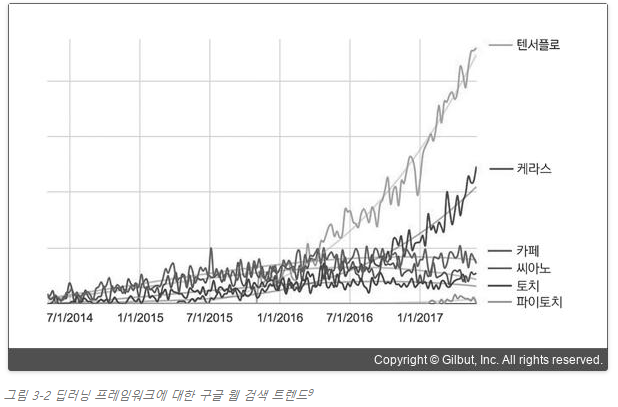 텐서플로
케라스
카페
씨아노
토치
파이토치
7/1/2014 1/1/2015 7/1/2015 1/1/2016 7/1/2016 1/1/2017
Copyright © Gilbut, Inc. All rights reserved.
그림 3-2 딥러닝 프레임워크에 대한 구글 웹 검색 트렌드⁹